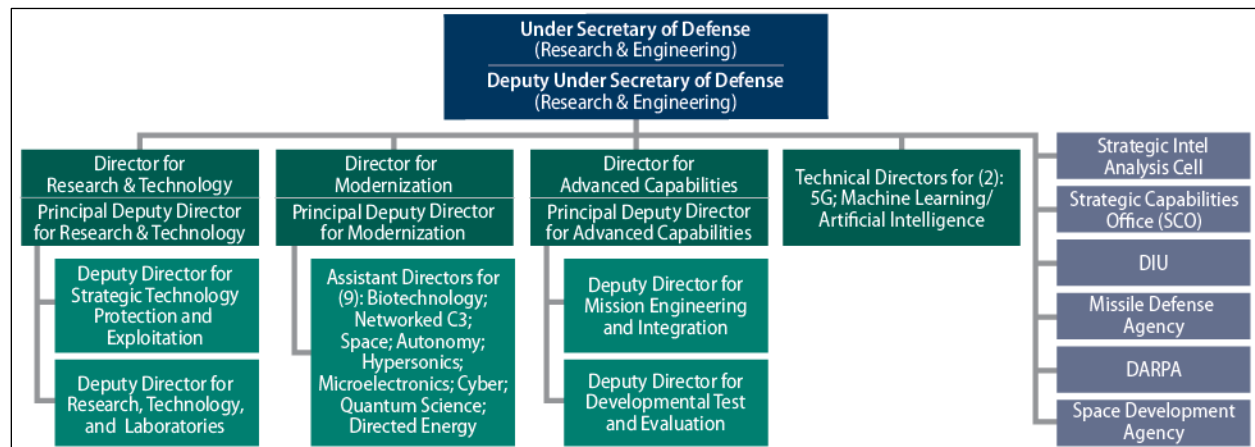 Under Secretary of Defense
(Research & Engineering)
Deputy Under Secretary of Defense
(Research & Engineering)
Director for
Research & Technology
Principal Deputy Director
for Research & Technology
Deputy Director for
Strategic Technology
Protection and
Exploitation
Deputy Director for
Research, Technology,
and Laboratories
Director for
Modernization
Principal Deputy Director
for Modernization
Assistant Directors for
(9): Biotechnology;
Networked C3;
Space; Autonomy;
Hypersonics;
Microelectronics; Cyber;
Quantum Science;
Directed Energy
Director for
Advanced Capabilities
Principal Deputy Director
for Advanced Capabilities
Deputy Director for
Mission Engineering
and Integration
Deputy Director for
Developmental Test
and Evaluation
Technical Directors for (2):
5G; Machine Learning/
Artificial Intelligence
Strategic Intel
Analysis Cell
Strategic Capabilities
Office (SCO)
DIU
Missile Defense
Agency
DARPA
Space Development
Agency